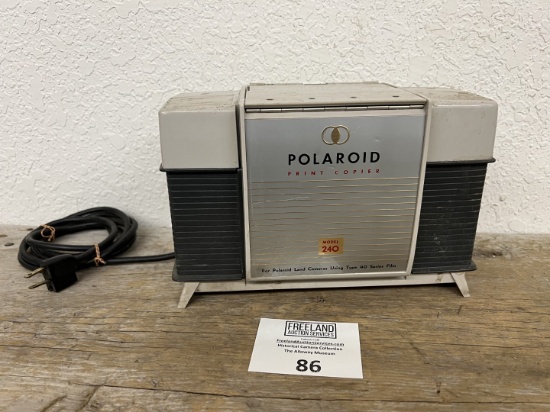 POLAROID
PRINT COPIER
MODEL
240
For Polaroid Land Cameras Using Type 40 Series Film
FREELAND
AUCTION SERVICES
Historical Camera Collection
The Alloway Museum
86